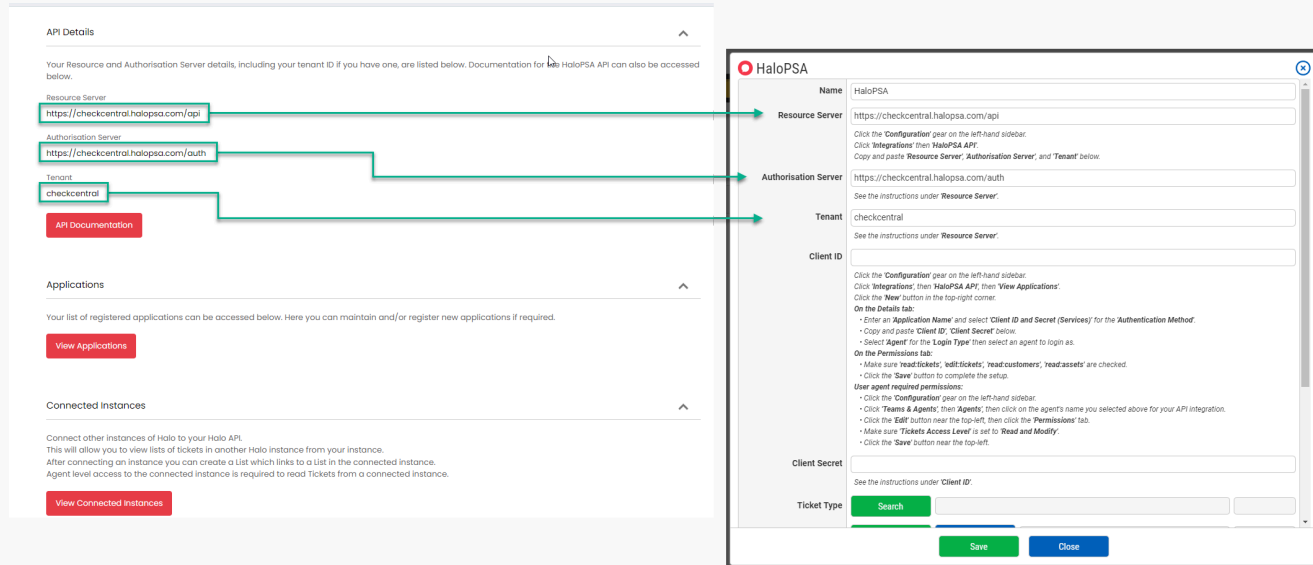 API Details
Your Resource and Authorisation Server details, including your tenant ID if you have one, are listed below. Documentation for the HaloPSA API can also be accessed
below.
Resource Server
https://checkcentral.halopsa.com/api
Authorisation Server
https://checkcentral.halopsa.com/auth
Tenant
checkcentral
API Documentation
Applications
Your list of registered applications can be accessed below. Here you can maintain and/or register new applications if required.
View Applications
Connected Instances
Connect other instances of Halo to your Halo API.
This will allow you to view lists of tickets in another Halo instance from your instance.
After connecting an instance you can create a List which links to a List in the connected instance.
Agent level access to the connected instance is required to read Tickets from a connected instance.
View Connected Instances
HaloPSA
Name HaloPSA
Resource Server https://checkcentral.halopsa.com/api
Click the 'Configuration' gear on the left-hand sidebar.
Click 'Integrations' then 'HaloPSA API'.
Copy and paste 'Resource Server', 'Authorisation Server', and 'Tenant' below.
Authorisation Server https://checkcentral.halopsa.com/auth
See the instructions under 'Resource Server'.
Tenant checkcentral
See the instructions under 'Resource Server'.
Client ID
Click the 'Configuration' gear on the left-hand sidebar.
Click 'Integrations', then 'HaloPSA API', then 'View Applications'.
Click the 'New' button in the top-right corner.
On the Details tab:
• Enter an 'Application Name' and select 'Client ID and Secret (Services)' for the 'Authentication Method'.
• Copy and paste 'Client ID', 'Client Secret' below.
• Select 'Agent' for the 'Login Type' then select an agent to login as.
On the Permissions tab:
• Make sure 'read:tickets', 'edit:tickets', 'read:customers', 'read:assets' are checked.
• Click the 'Save' button to complete the setup.
User agent required permissions:
• Click the 'Configuration' gear on the left-hand sidebar.
• Click 'Teams & Agents', then 'Agents', then click on the agent's name you selected above for your API integration.
• Click the 'Edit' button near the top-left, then click the 'Permissions' tab.
• Make sure 'Tickets Access Level' is set to 'Read and Modify'.
• Click the 'Save' button near the top-left.
Client Secret
See the instructions under 'Client ID'.
Ticket Type Search
Save Close